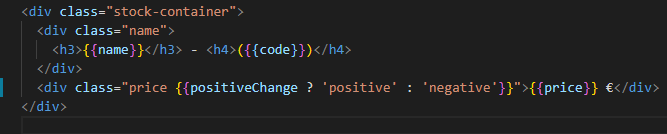 <div class="stock-container">
<div class="name">
<h3>{{name}}</h3> - <h4>({{code}})</h4>
</div>
<div class="price {{positiveChange ? 'positive' : 'negative'}}">{{price}} €</div>
</div>